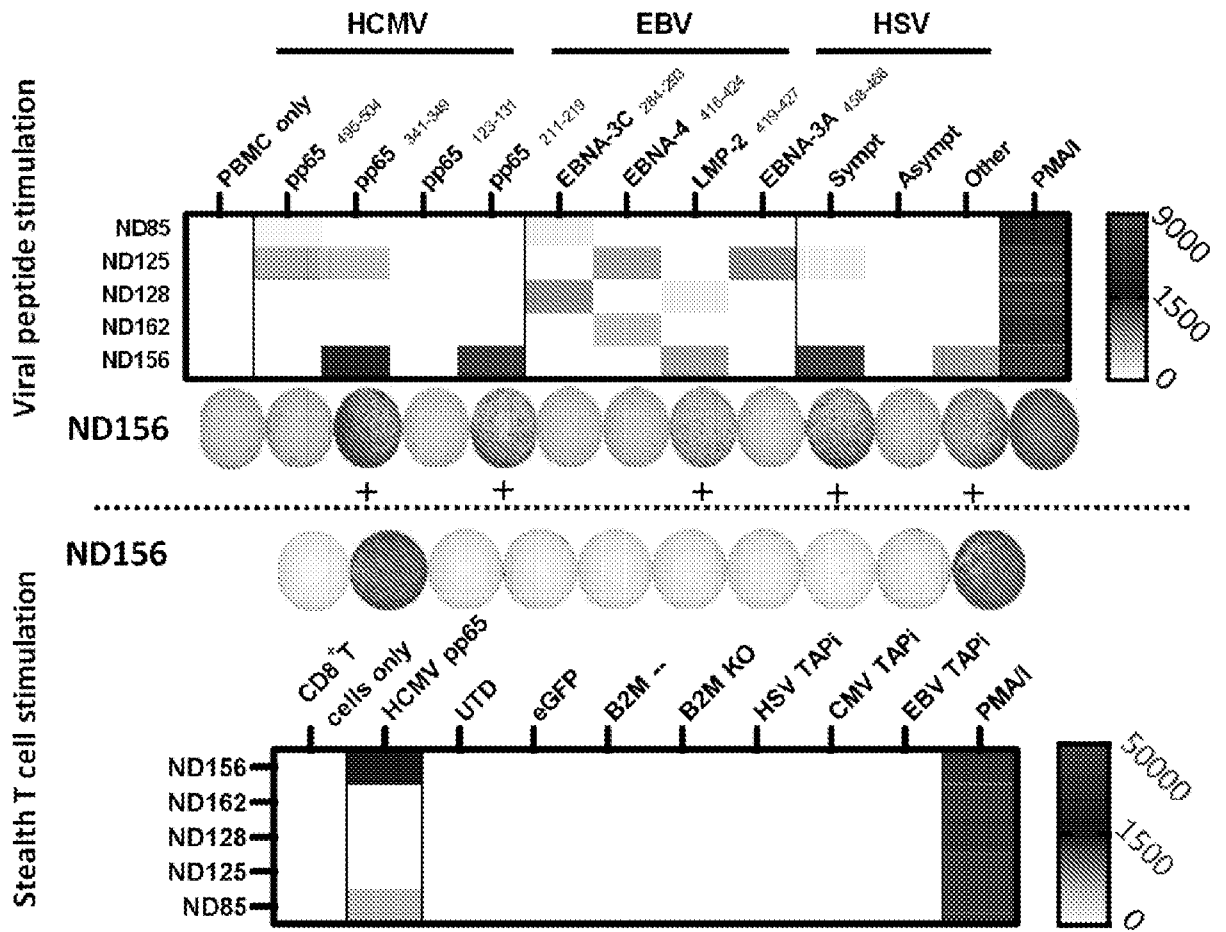 HCMV EBV HSV
Viral peptide stimulation
PBMC only
pp65 495-504
pp65 341-349
pp65 123-131
pp65 211-219
EBNA-3C 284-293
EBNA-4 416-424
LMP-2 419-427
EBNA-3A 458-466
Sympt
Asympt
Other
PMA/I
ND85
ND125
ND128
ND162
ND156
9000
1500
0
ND156
+ + + + +
ND156
Stealth T cell stimulation
CD8+T
cells only
HCMV pp65
UTD
eGFP
B2M --
B2M KO
HSV TAPi
CMV TAPi
EBV TAPi
PMA/I
ND156
ND162
ND128
ND125
ND85
50000
1500
0